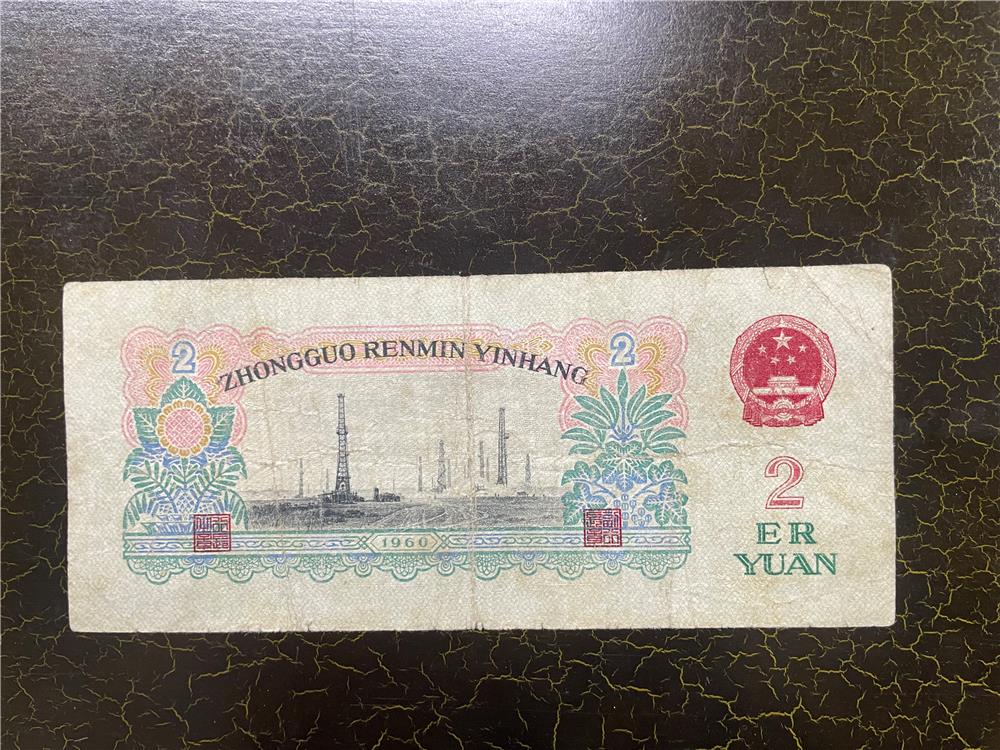 2 2
ZHONGGUO RENMIN YINHANG
1960
2
ER
YUAN